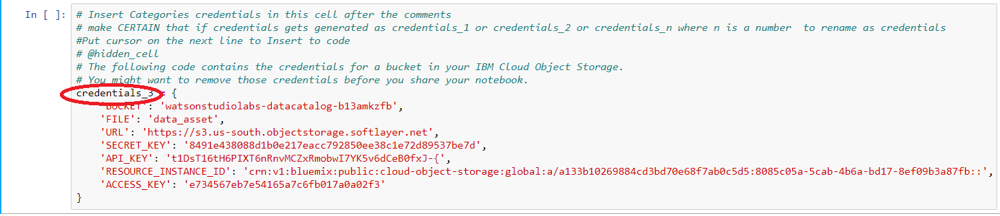 In [ ]: # Insert Categories credentials in this cell after the comments
# make CERTAIN that if credentials gets generated as credentials_1 or credentials_2 or credentials_n where n is a number  to rename as credentials
#Put cursor on the next line to Insert to code
# @hidden_cell
# The following code contains the credentials for a bucket in your IBM Cloud Object Storage.
# You might want to remove those credentials before you share your notebook.
credentials_3 = {
'BUCKET': 'watsonstudiolabs-datacatalog-b13amkzfb',
'FILE': 'data_asset',
'URL': 'https://s3.us-south.objectstorage.softlayer.net',
'SECRET_KEY': '8491e438088d1b0e217eacc792850ee38c1e72d89537be7d',
'API_KEY': 't1DsT16tH6PIXT6nRnvMCZxRmobwI7YK5v6dCeB0fxJ-{',
'RESOURCE_INSTANCE_ID': 'crn:v1:bluemix:public:cloud-object-storage:global:a/a133b10269884cd3bd70e68f7ab0c5d5:8085c05a-5cab-4b6a-bd17-8ef09b3a87fb::',
'ACCESS_KEY': 'e734567eb7e54165a7c6fb017a0a02f3'
}